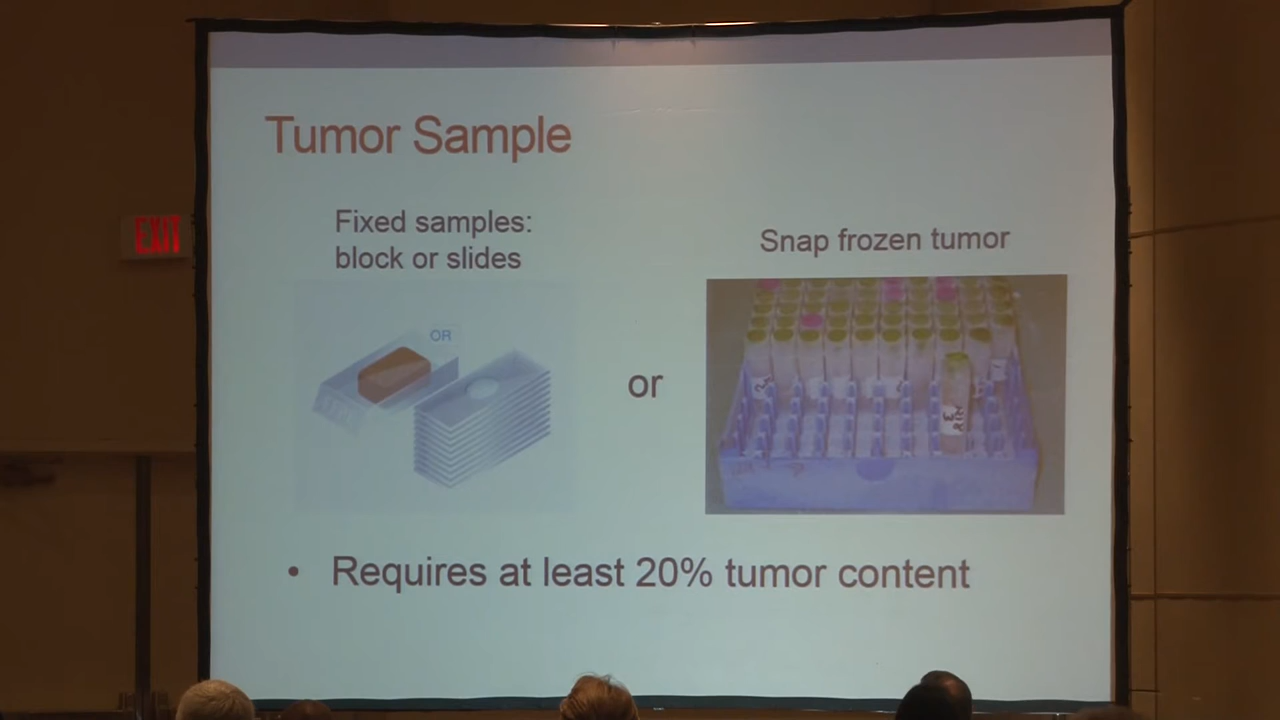 Tumor Sample
Fixed samples:
block or slides
Snap frozen tumor
EXIT
OR
or
• Requires at least 20% tumor content